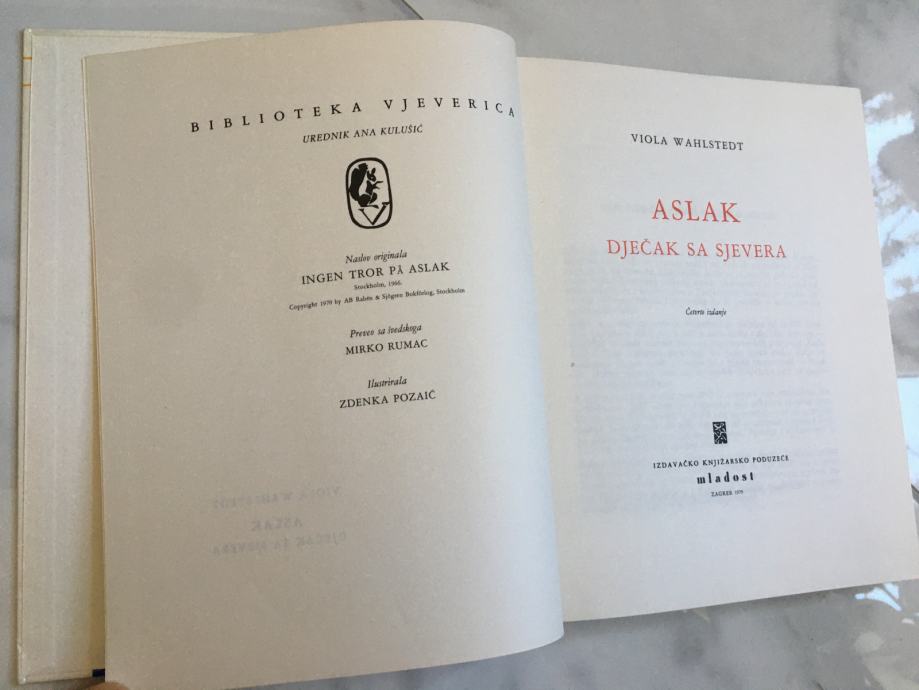 BIBLIOTEKA VJEVERICA
UREDNIK ANA KULUŠIĆ
V
Naslov originala
INGEN TROR PÅ ASLAK
Stockholm, 1966.
Copyright 1970 by AB Rabén & Sjögren Bokförlag, Stockholm
Preveo sa švedskoga
MIRKO RUMAC
Ilustrirala
ZDENKA POZAIĆ
VIOLA WAHLSTEDT
ASLAK
DJEČAK SA SJEVERA
Četvrto izdanje
IZDAVAČKO KNJIŽARSKO PODUZEĆE
mladost
ZAGREB